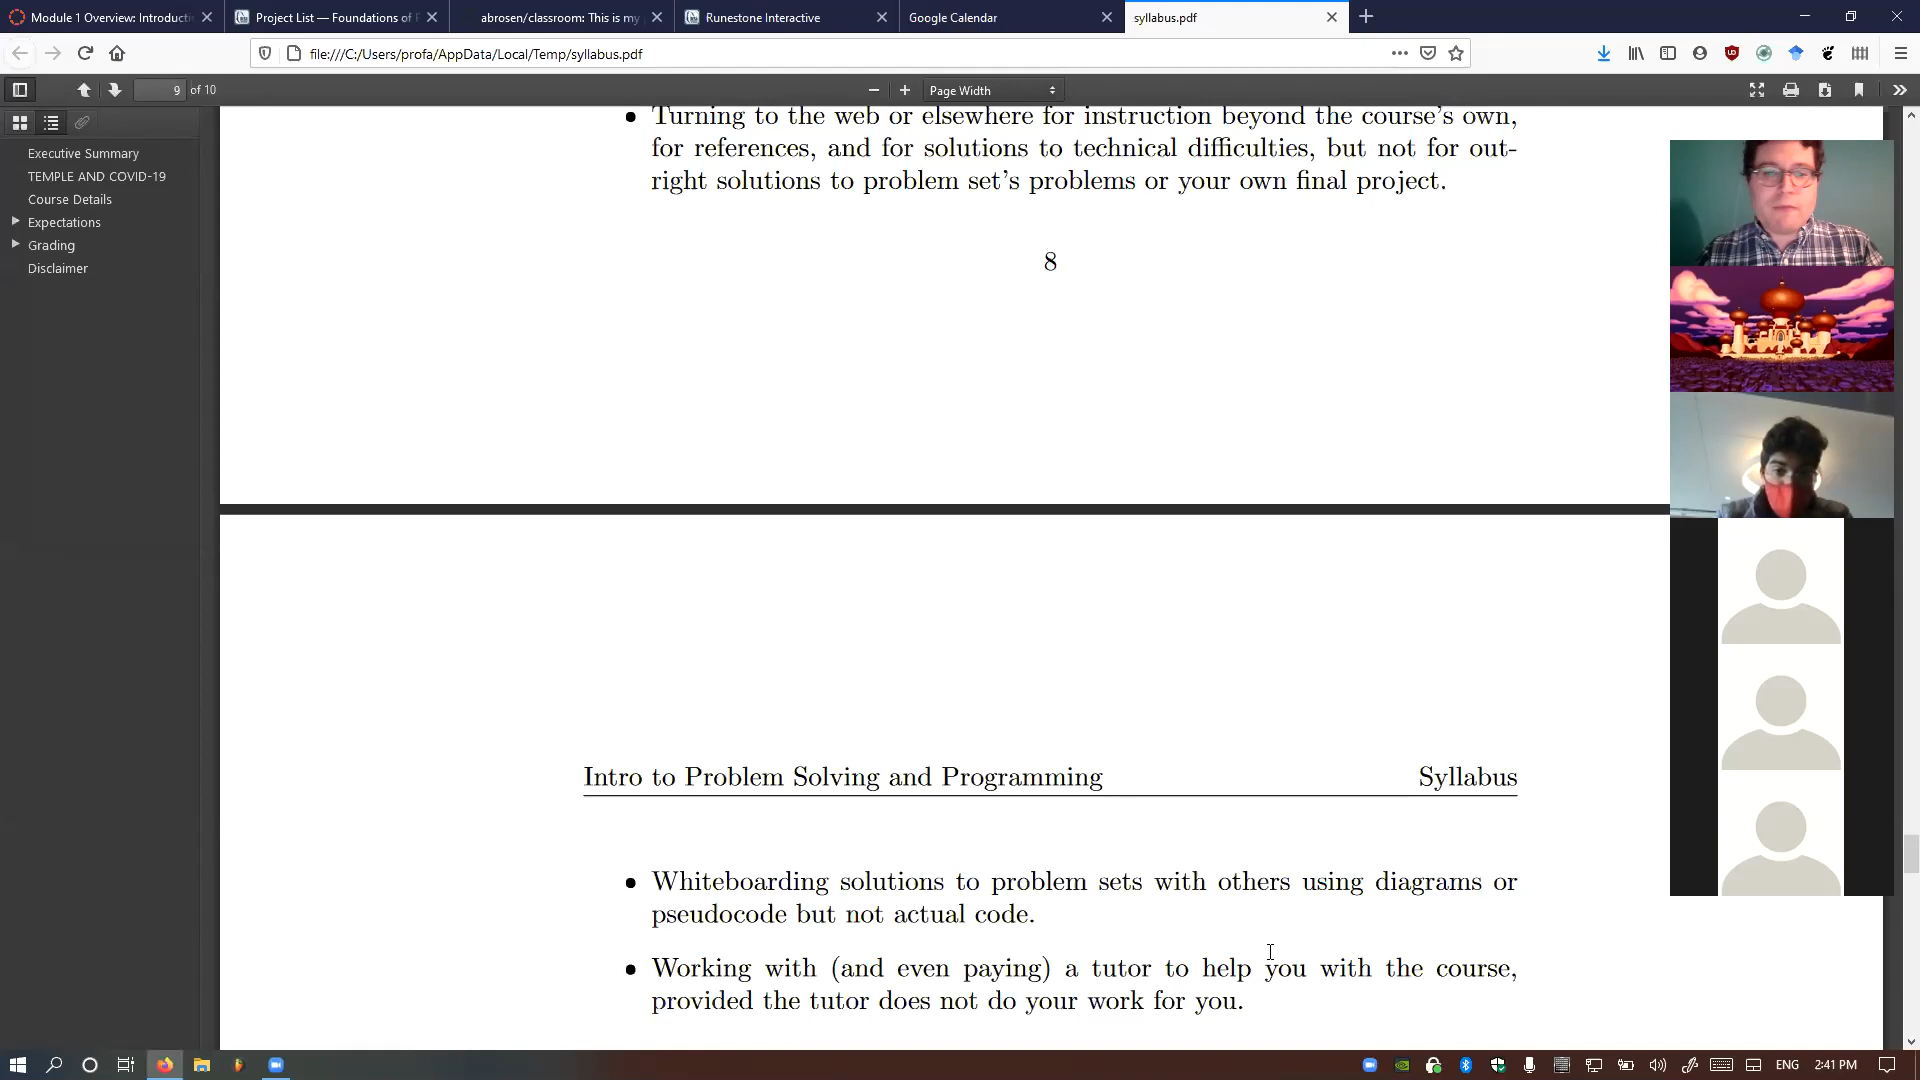 Module 1 Overview: Introducti
Project List — Foundations of P
abrosen/classroom: This is my
Runestone Interactive
Google Calendar
syllabus.pdf
file:///C:/Users/profa/AppData/Local/Temp/syllabus.pdf
9 of 10
Page Width
Executive Summary
TEMPLE AND COVID-19
Course Details
Expectations
Grading
Disclaimer
• Turning to the web or elsewhere for instruction beyond the course's own,
for references, and for solutions to technical difficulties, but not for out-
right solutions to problem set's problems or your own final project.
8
Intro to Problem Solving and Programming Syllabus
• Whiteboarding solutions to problem sets with others using diagrams or
pseudocode but not actual code.
• Working with (and even paying) a tutor to help you with the course,
provided the tutor does not do your work for you.
ENG 2:41 PM